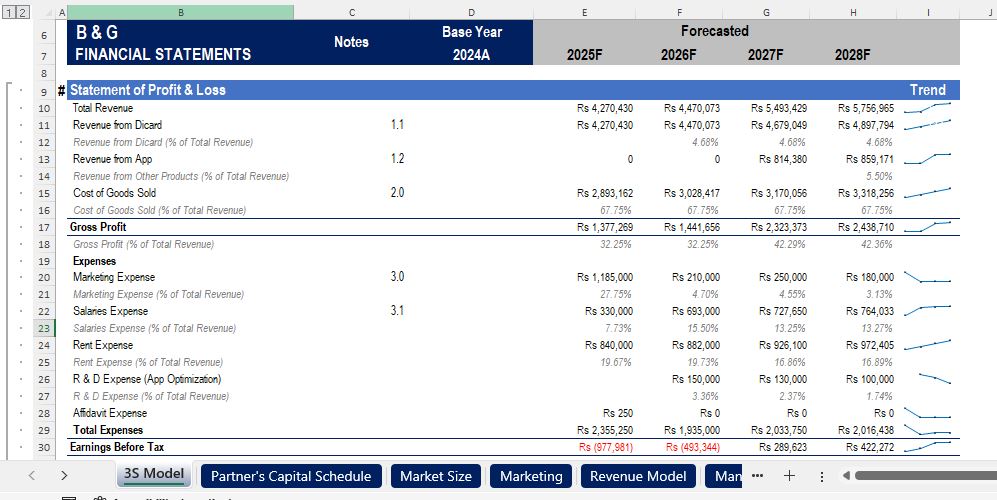 1 2 A B C D E F G H I J
6 B & G Notes Base Year Forecasted
7 FINANCIAL STATEMENTS 2024A 2025F 2026F 2027F 2028F
8
9 # Statement of Profit & Loss Trend
10 Total Revenue Rs 4,270,430 Rs 4,470,073 Rs 5,493,429 Rs 5,756,965
11 Revenue from Dicard 1.1 Rs 4,270,430 Rs 4,470,073 Rs 4,679,049 Rs 4,897,794
12 Revenue from Dicard (% of Total Revenue) 4.68% 4.68% 4.68%
13 Revenue from App 1.2 0 0 Rs 814,380 Rs 859,171
14 Revenue from Other Products (% of Total Revenue) 5.50%
15 Cost of Goods Sold 2.0 Rs 2,893,162 Rs 3,028,417 Rs 3,170,056 Rs 3,318,256
16 Cost of Goods Sold (% of Total Revenue) 67.75% 67.75% 67.75% 67.75%
17 Gross Profit Rs 1,377,269 Rs 1,441,656 Rs 2,323,373 Rs 2,438,710
18 Gross Profit (% of Total Revenue) 32.25% 32.25% 42.29% 42.36%
19 Expenses
20 Marketing Expense 3.0 Rs 1,185,000 Rs 210,000 Rs 250,000 Rs 180,000
21 Marketing Expense (% of Total Revenue) 27.75% 4.70% 4.55% 3.13%
22 Salaries Expense 3.1 Rs 330,000 Rs 693,000 Rs 727,650 Rs 764,033
23 Salaries Expense (% of Total Revenue) 7.73% 15.50% 13.25% 13.27%
24 Rent Expense Rs 840,000 Rs 882,000 Rs 926,100 Rs 972,405
25 Rent Expense (% of Total Revenue) 19.67% 19.73% 16.86% 16.89%
26 R & D Expense (App Optimization) Rs 150,000 Rs 130,000 Rs 100,000
27 R & D Expense (% of Total Revenue) 3.36% 2.37% 1.74%
28 Affidavit Expense Rs 250 Rs 0 Rs 0 Rs 0
29 Total Expenses Rs 2,355,250 Rs 1,935,000 Rs 2,033,750 Rs 2,016,438
30 Earnings Before Tax Rs (977,981) Rs (493,344) Rs 289,623 Rs 422,272
3S Model Partner's Capital Schedule Market Size Marketing Revenue Model Man